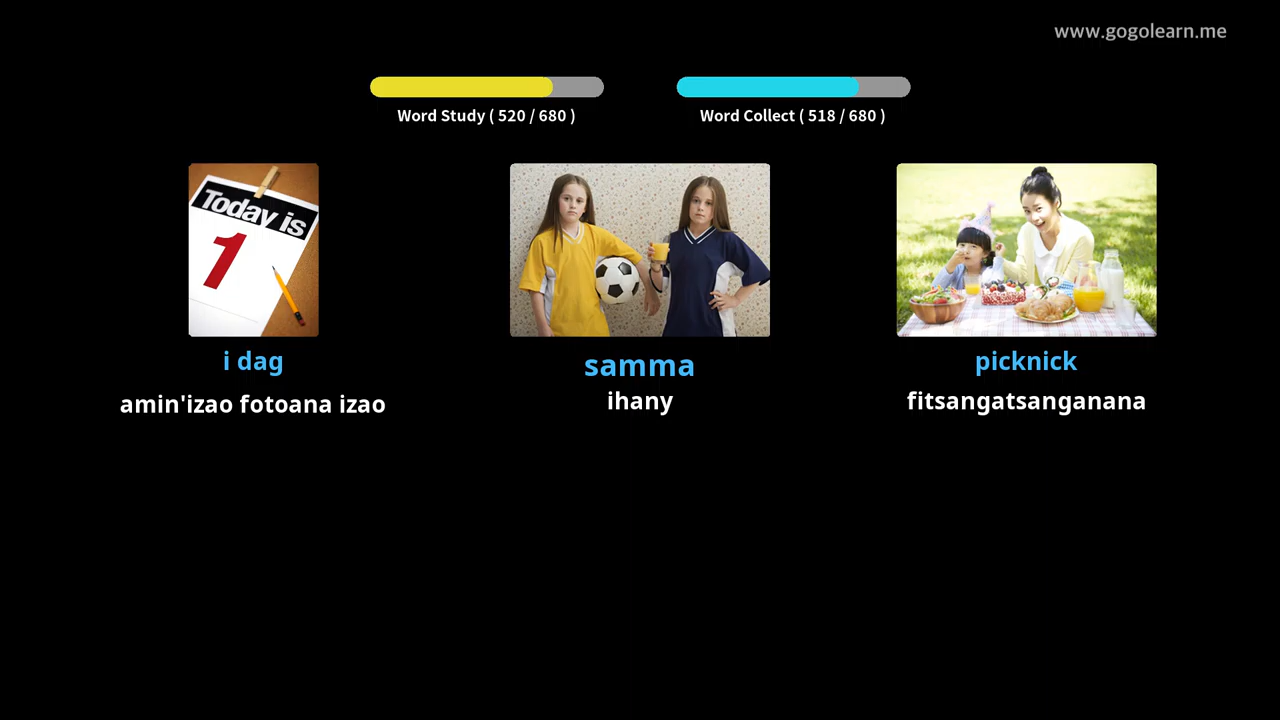 www.gogolearn.me
Word Study ( 520 / 680 )
Word Collect ( 518 / 680 )
Today is
1
i dag
samma
picknick
amin'izao fotoana izao
ihany
fitsangatsanganana